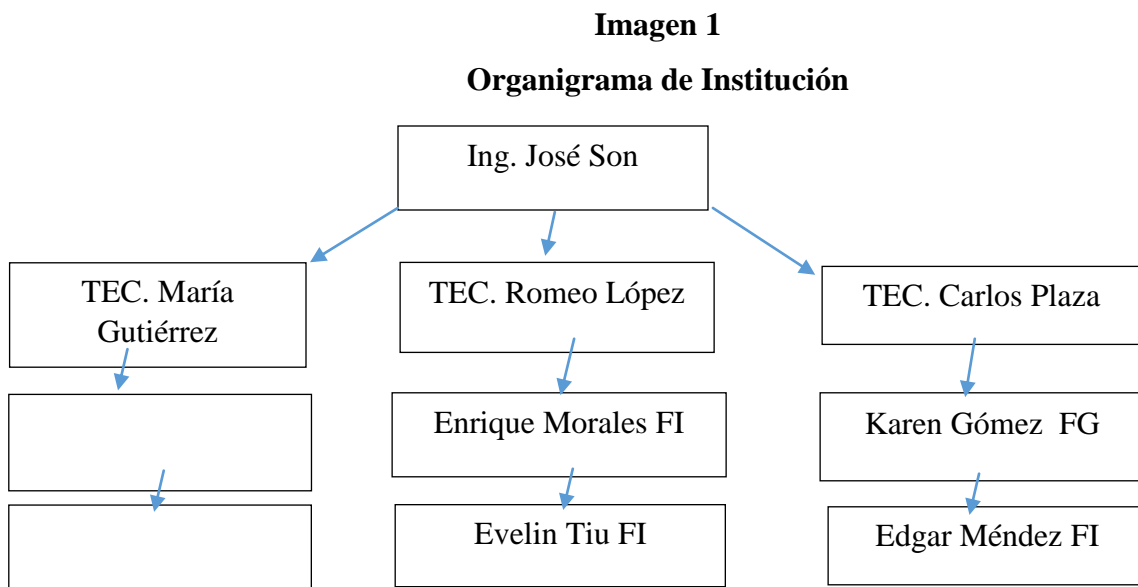 Imagen 1
Organigrama de Institución
Ing. José Son
TEC. María
Gutiérrez
TEC. Romeo López
TEC. Carlos Plaza
Enrique Morales FI
Karen Gómez FG
Evelin Tiu FI
Edgar Méndez FI